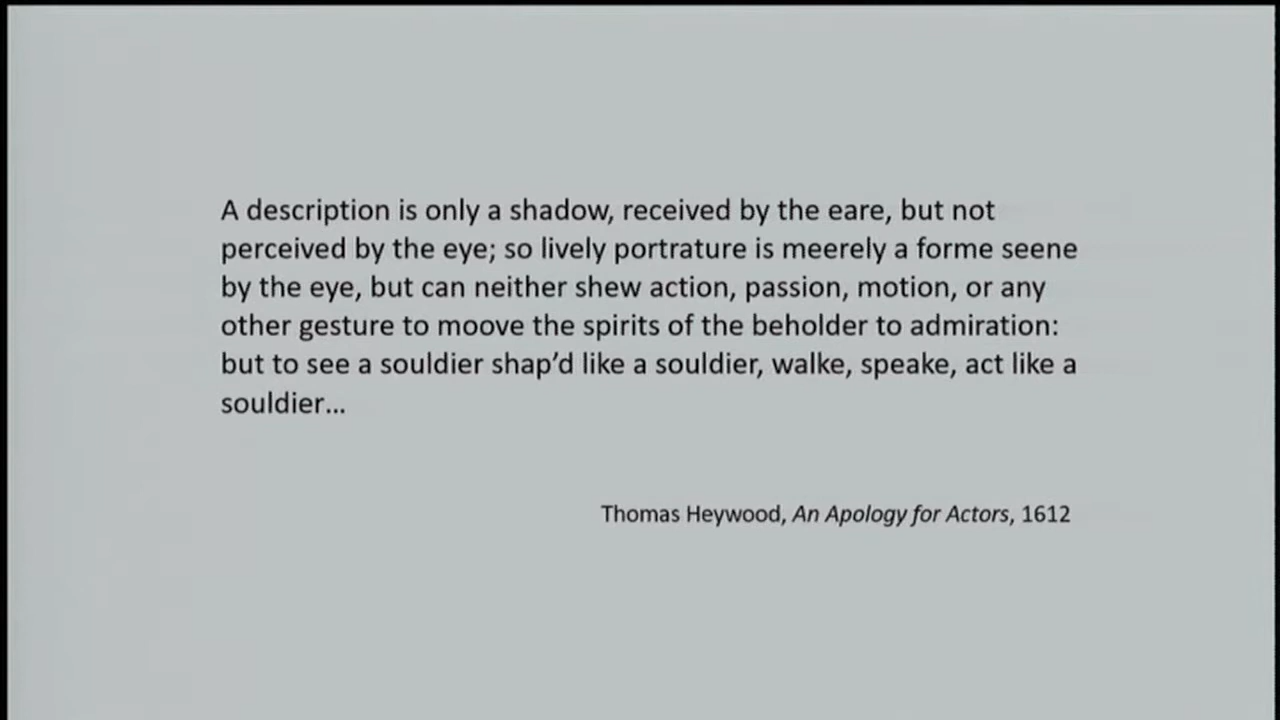 A description is only a shadow, received by the eare, but not
perceived by the eye; so lively portrature is meerely a forme seene
by the eye, but can neither shew action, passion, motion, or any
other gesture to moove the spirits of the beholder to admiration:
but to see a souldier shap’d like a souldier, walke, speake, act like a
souldier...
Thomas Heywood, An Apology for Actors, 1612